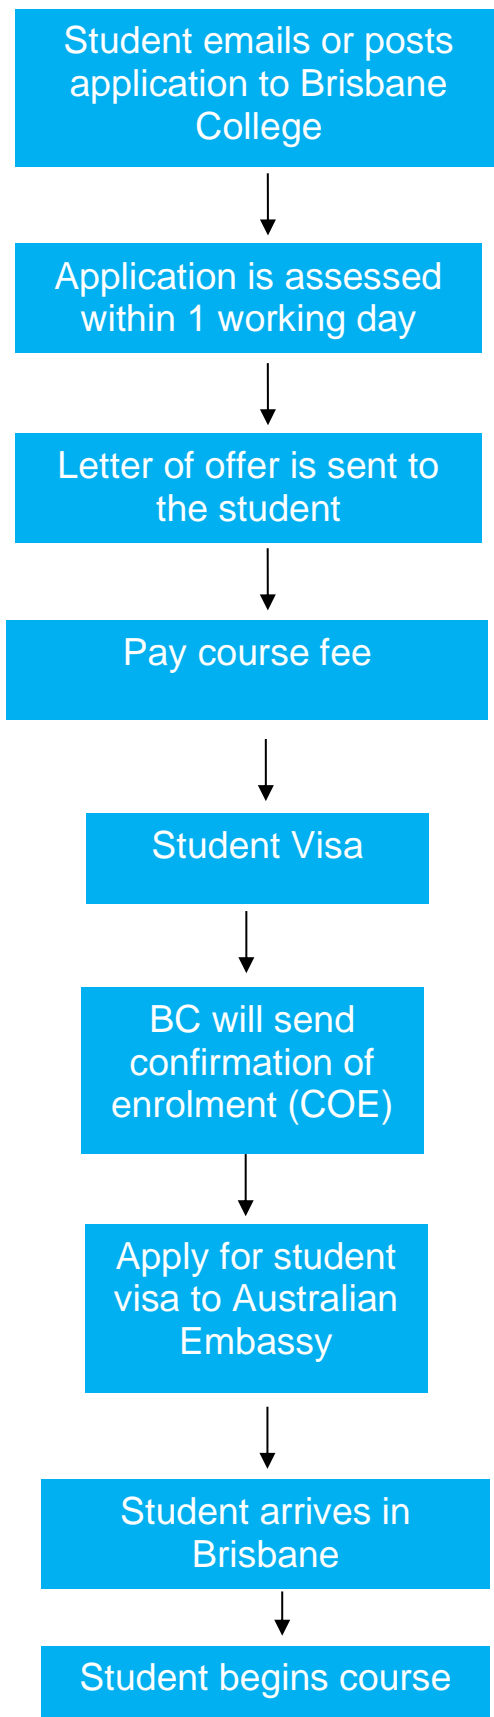 Student emails or posts
application to Brisbane
College
Application is assessed
within 1 working day
Letter of offer is sent to
the student
Pay course fee
Student Visa
BC will send
confirmation of
enrolment (COE)
Apply for student
visa to Australian
Embassy
Student arrives in
Brisbane
Student begins course